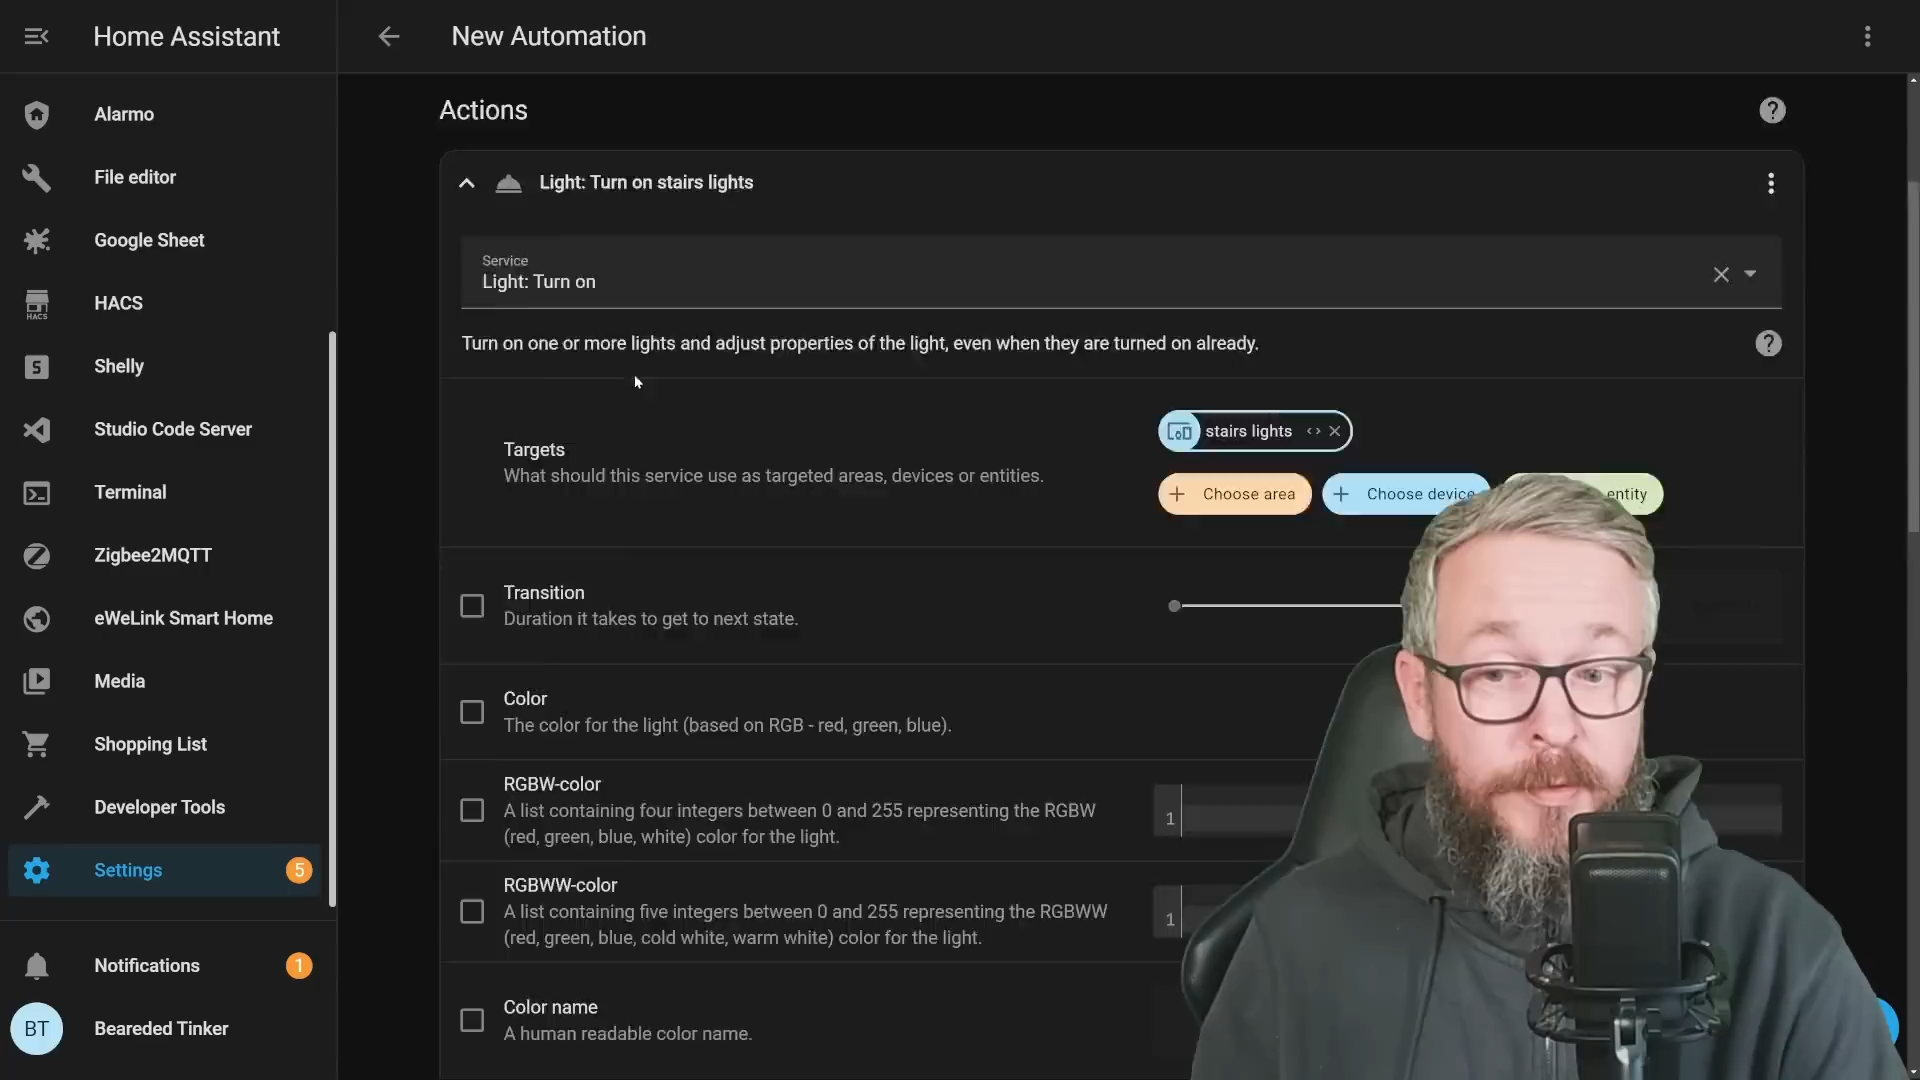 Home Assistant
New Automation
Alarmo
File editor
Google Sheet
HACS
HACS
Shelly
Studio Code Server
Terminal
Zigbee2MQTT
eWeLink Smart Home
Media
Shopping List
Developer Tools
Settings
5
Notifications
1
BT
Beareded Tinker
Actions
Light: Turn on stairs lights
Service
Light: Turn on
Turn on one or more lights and adjust properties of the light, even when they are turned on already.
Targets
What should this service use as targeted areas, devices or entities.
stairs lights
Choose area
Choose device
entity
Transition
Duration it takes to get to next state.
Color
The color for the light (based on RGB - red, green, blue).
RGBW-color
A list containing four integers between 0 and 255 representing the RGBW
(red, green, blue, white) color for the light.
1
RGBWW-color
A list containing five integers between 0 and 255 representing the RGBWW
(red, green, blue, cold white, warm white) color for the light.
1
Color name
A human readable color name.